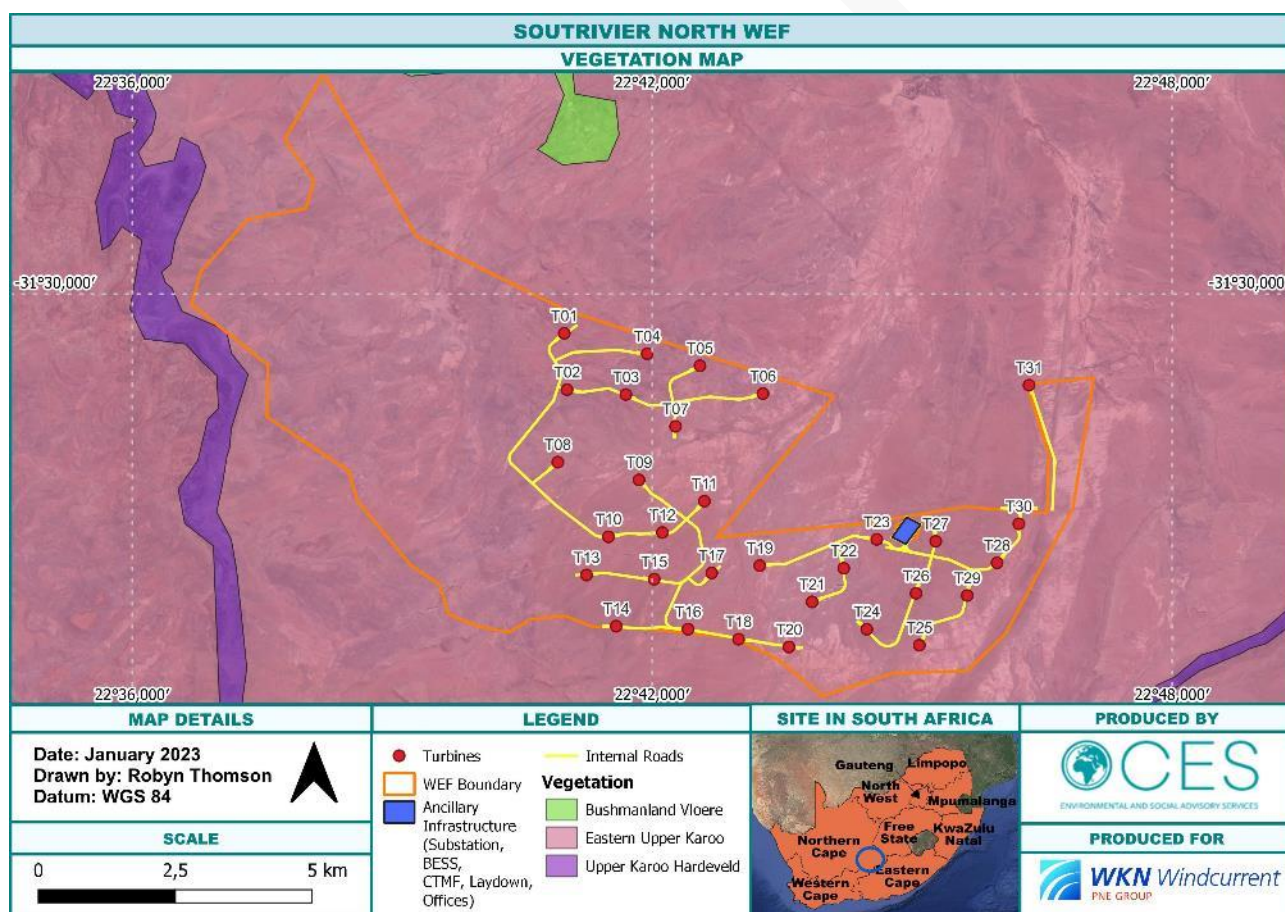 SOUTRIVIER NORTH WEF
VEGETATION MAP
22°36,000′
22°42,000′
22°48,000′
-31°30,000′
-31°30,000′
T01
T04
T05
T31
T02
T03
T06
T07
T08
T09
T11
T10
T12
T23
T27
T30
T13
T15
T17
T19
T22
T28
T21
T26
T29
T14
T16
T18
T20
T24
T25
22°36,000′
22°42,000′
22°48,000′
MAP DETAILS
Date: January 2023
Drawn by: Robyn Thomson
Datum: WGS 84
SCALE
0 2,5 5 km
LEGEND
Turbines
WEF Boundary
Ancillary
Infrastructure
(Substation,
BESS,
CTMF, Laydown,
Offices)
Internal Roads
Vegetation
Bushmanland Vloere
Eastern Upper Karoo
Upper Karoo Hardeveld
SITE IN SOUTH AFRICA
Gauteng
Limpopo
North
West
Mpumalanga
Free
State
KwaZulu
Natal
Northern
Cape
Eastern
Cape
Western
Cape
PRODUCED BY
CES
ENVIRONMENTAL AND SOCIAL ADVISORY SERVICES
PRODUCED FOR
WKN Windcurrent
PNE GROUP